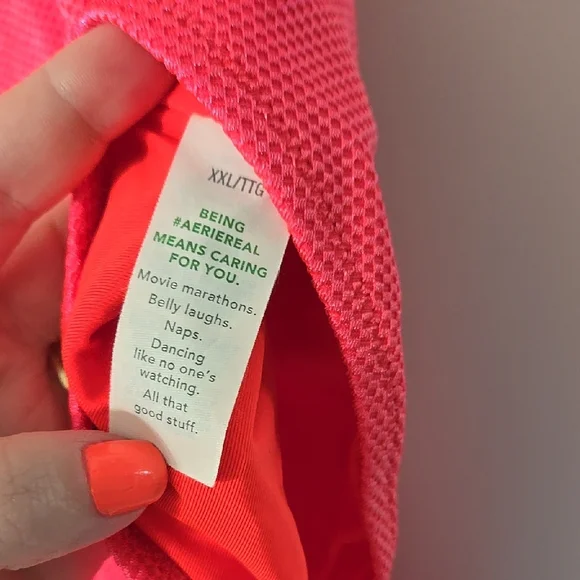 XXL/TTG
BEING
#AERIEREAL
MEANS CARING
FOR YOU.
Movie marathons.
Belly laughs.
Naps.
Dancing
like no one's
watching.
All that
good stuff.